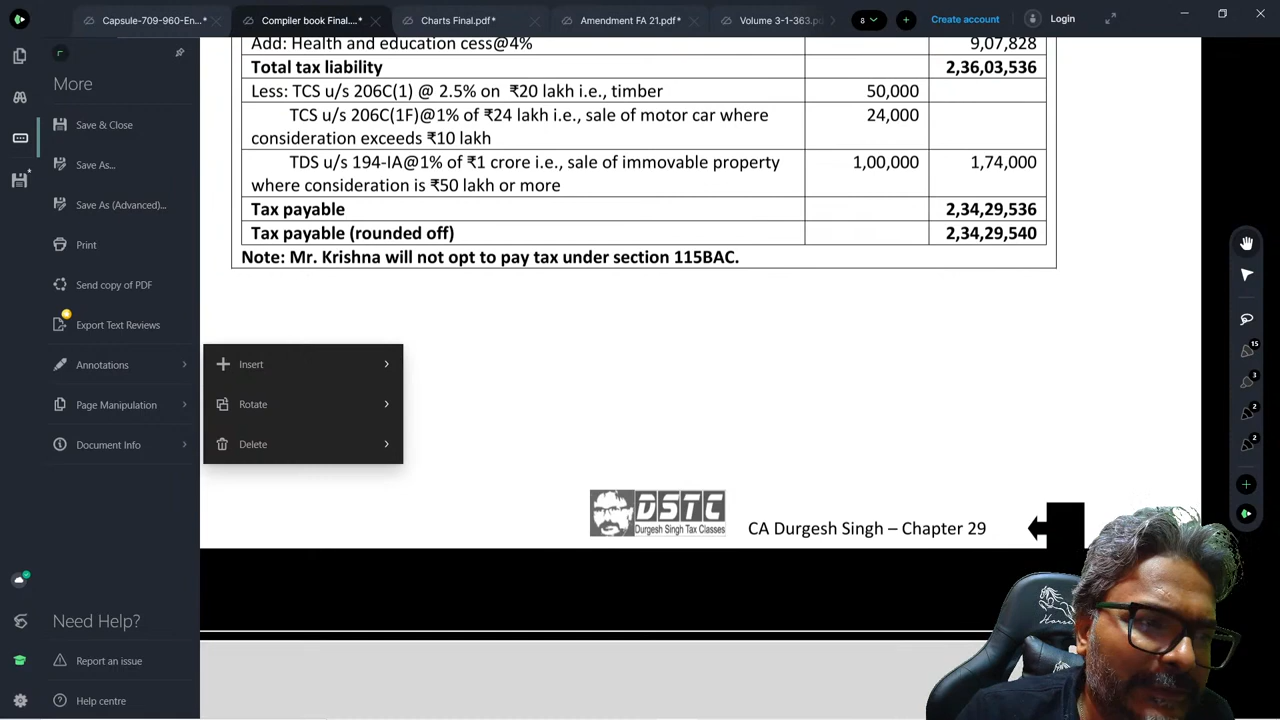 Capsule-709-960-En...*
Compiler book Final....*
Charts Final.pdf*
Amendment FA 21.pdf*
Volume 3-1-363.pd
8
Create account
Login
More
Save & Close
Save As...
Save As (Advanced)...
Print
Send copy of PDF
Export Text Reviews
Annotations
Page Manipulation
Document Info
Insert
Rotate
Delete
Need Help?
Report an issue
Help centre
Add: Health and education cess@4% 9,07,828
Total tax liability 2,36,03,536
Less: TCS u/s 206C(1) @ 2.5% on ₹20 lakh i.e., timber 50,000
TCS u/s 206C(1F)@1% of ₹24 lakh i.e., sale of motor car where 24,000
consideration exceeds ₹10 lakh
TDS u/s 194-IA@1% of ₹1 crore i.e., sale of immovable property 1,00,000 1,74,000
where consideration is ₹50 lakh or more
Tax payable 2,34,29,536
Tax payable (rounded off) 2,34,29,540
Note: Mr. Krishna will not opt to pay tax under section 115BAC.
DSTC
Durgesh Singh Tax Classes
CA Durgesh Singh – Chapter 29
15
3
2
2
Horse